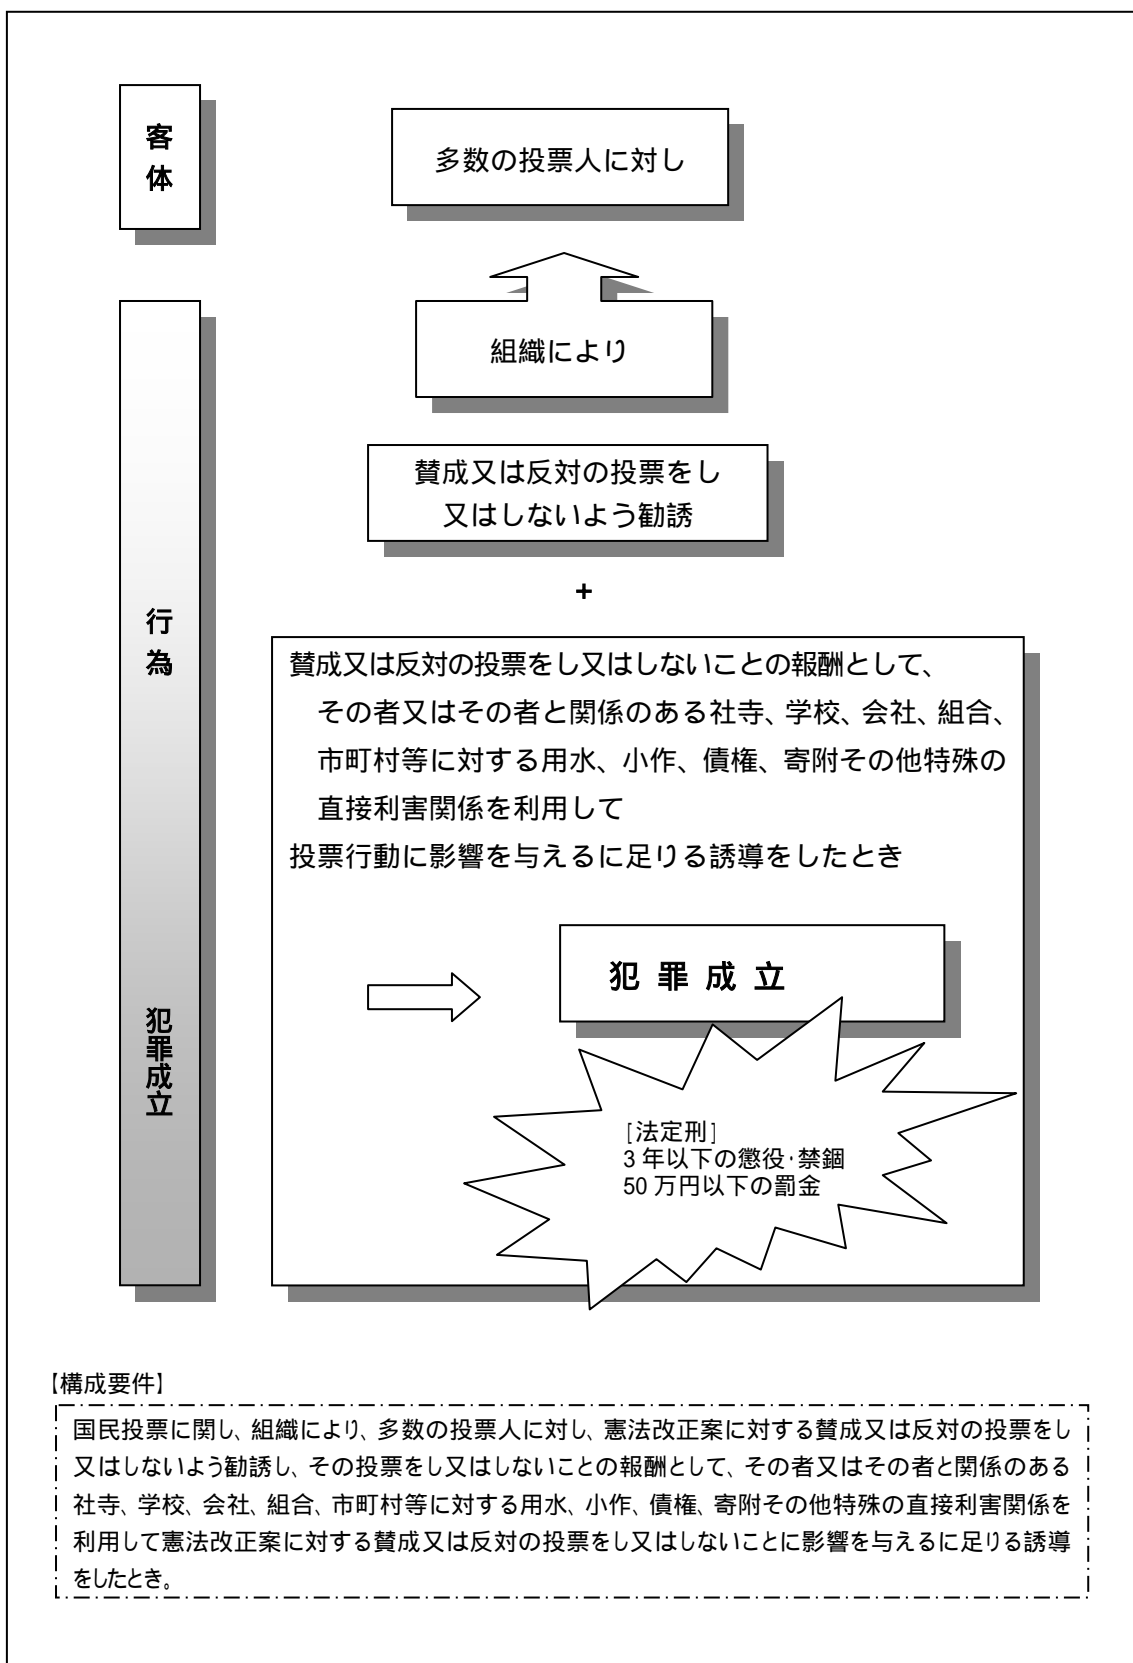 客体
多数の投票人に対し
組織により
賛成又は反対の投票をし
又はしないよう勧誘
+
行為
賛成又は反対の投票をし又はしないことの報酬として、
その者又はその者と関係のある社寺、学校、会社、組合、
市町村等に対する用水、小作、債権、寄附その他特殊の
直接利害関係を利用して
投票行動に影響を与えるに足りる誘導をしたとき
犯罪成立
犯罪成立
[法定刑]
3年以下の懲役・禁錮
50万円以下の罰金
【構成要件】
国民投票に関し、組織により、多数の投票人に対し、憲法改正案に対する賛成又は反対の投票をし
又はしないよう勧誘し、その投票をし又はしないことの報酬として、その者又はその者と関係のある
社寺、学校、会社、組合、市町村等に対する用水、小作、債権、寄附その他特殊の直接利害関係を
利用して憲法改正案に対する賛成又は反対の投票をし又はしないことに影響を与えるに足りる誘導
をしたとき。